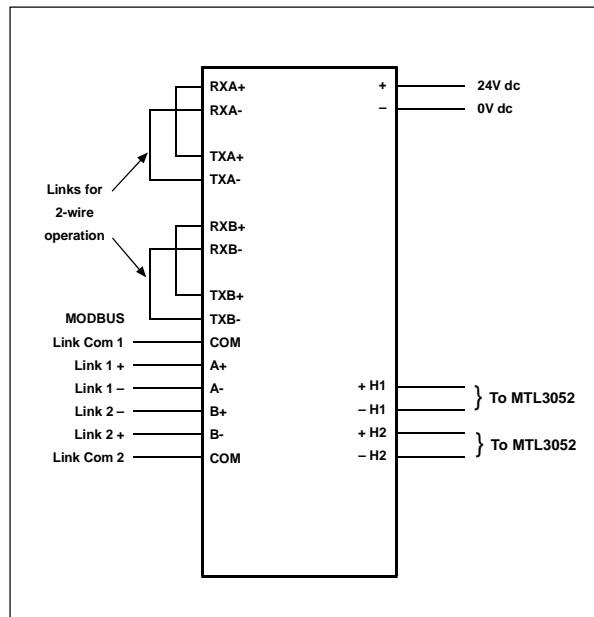 RXA+
RXA-
TXA+
TXA-
Links for
2-wire
operation
RXB+
RXB-
TXB+
MODBUS TXB-
Link Com 1 COM
Link 1 + A+
Link 1 – A-
Link 2 – B+
Link 2 + B-
Link Com 2 COM
+ 24V dc
– 0V dc
+ H1
– H1
} To MTL3052
+ H2
– H2
} To MTL3052